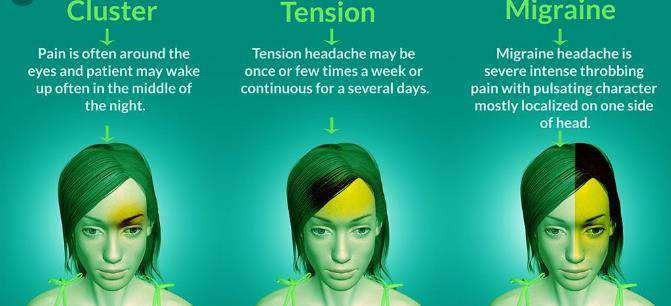 Cluster
Pain is often around the
eyes and patient may wake
up often in the middle of
the night.
Tension
Tension headache may be
once or few times a week or
continuous for a several days.
Migraine
Migraine headache is
severe intense throbbing
pain with pulsating character
mostly localized on one side
of head.